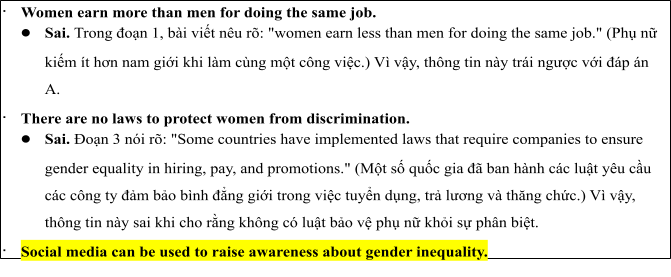 · Women earn more than men for doing the same job.
● Sai. Trong đoạn 1, bài viết nêu rõ: "women earn less than men for doing the same job." (Phụ nữ
kiếm ít hơn nam giới khi làm cùng một công việc.) Vì vậy, thông tin này trái ngược với đáp án
A.
· There are no laws to protect women from discrimination.
● Sai. Đoạn 3 nói rõ: "Some countries have implemented laws that require companies to ensure
gender equality in hiring, pay, and promotions." (Một số quốc gia đã ban hành các luật yêu cầu
các công ty đảm bảo bình đẳng giới trong việc tuyển dụng, trả lương và thăng chức.) Vì vậy,
thông tin này sai khi cho rằng không có luật bảo vệ phụ nữ khỏi sự phân biệt.
· Social media can be used to raise awareness about gender inequality.